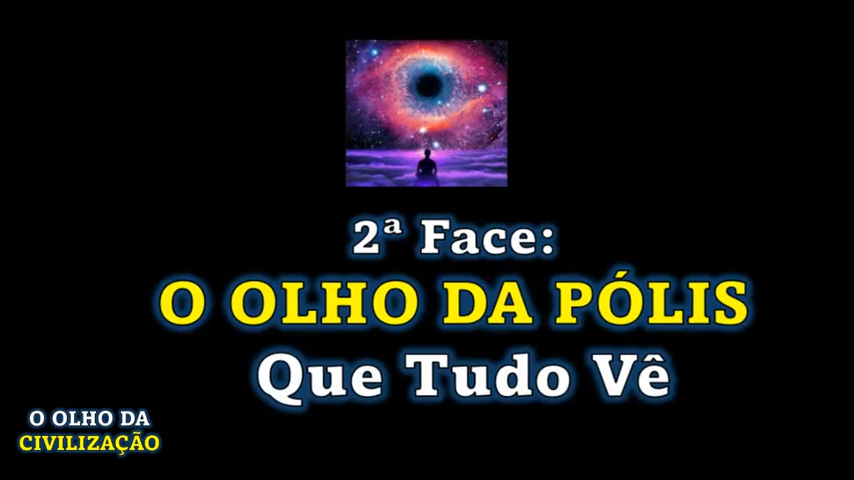 2ª Face:
O OLHO DA PÓLIS
Que Tudo Vê
O OLHO DA
CIVILIZAÇÃO